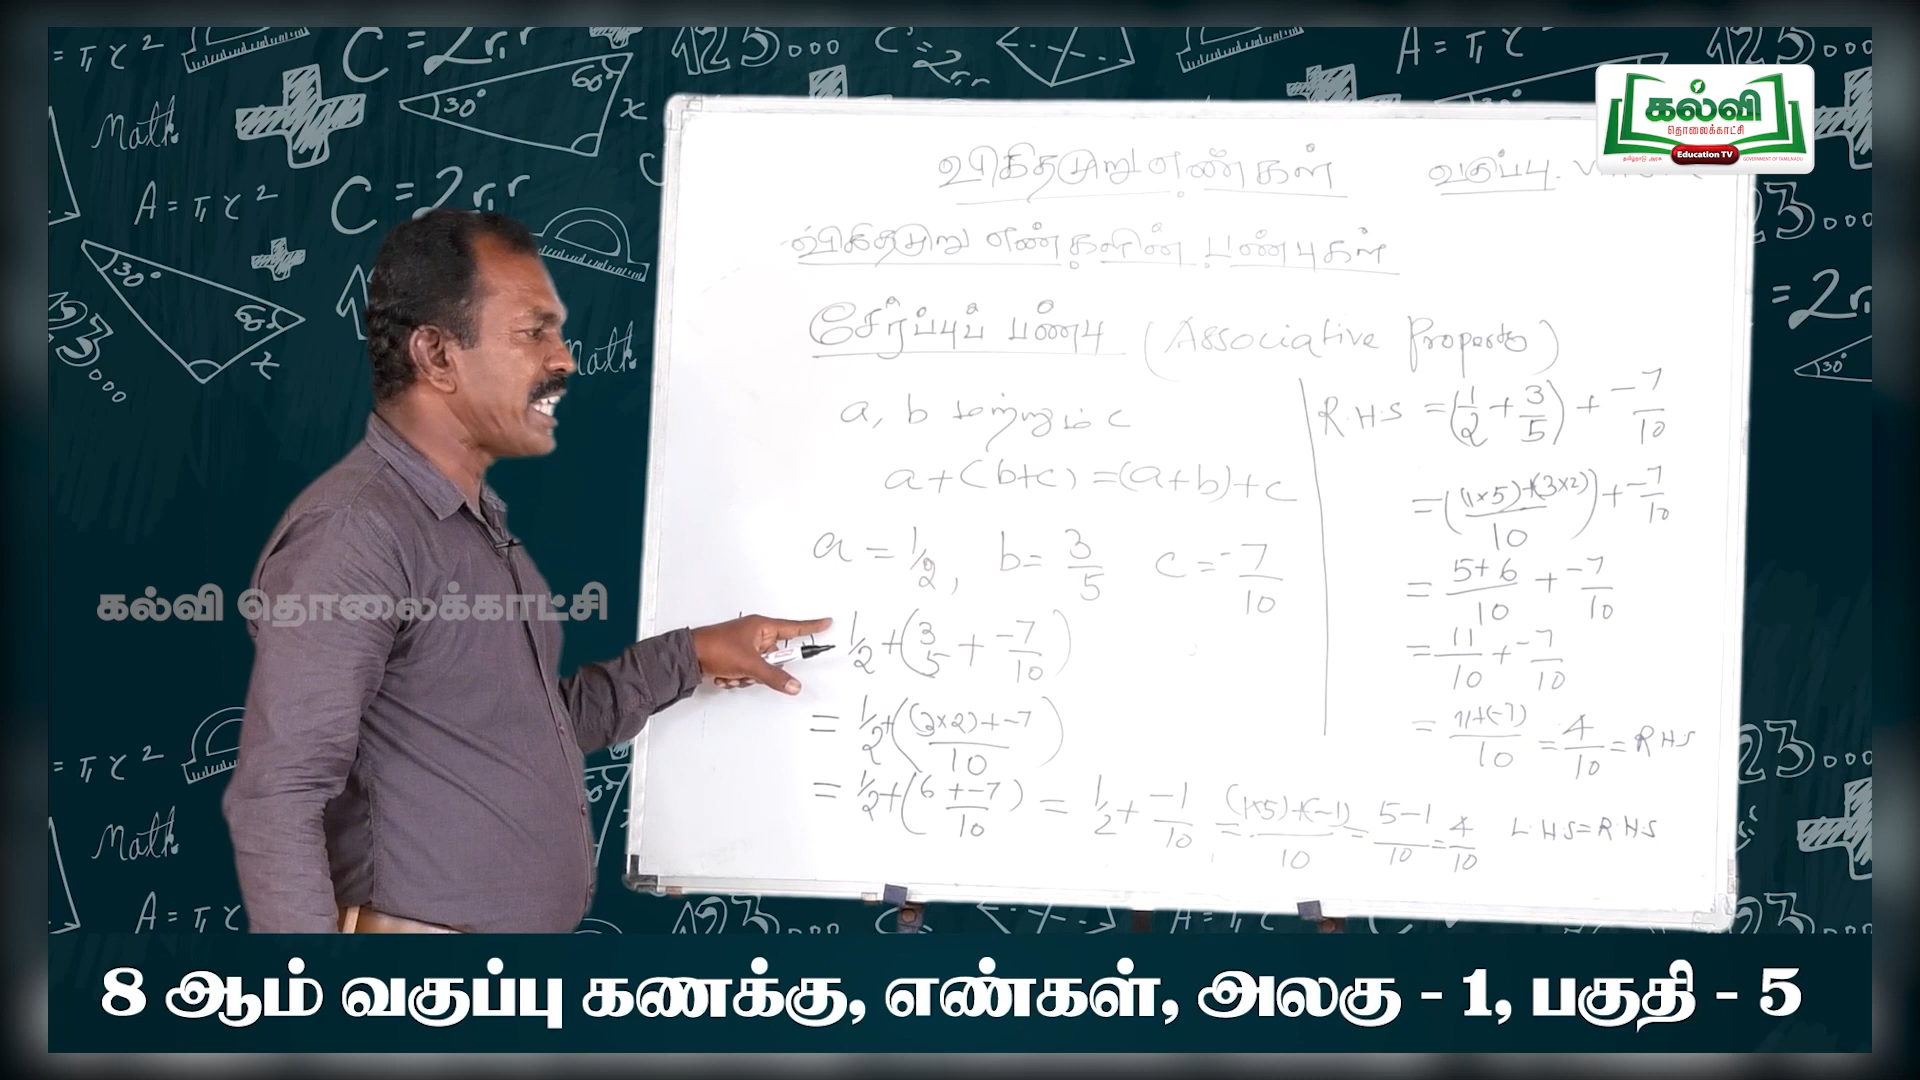 கல்வி
தொலைக்காட்சி
Education TV
விகிதமுறு எண்கள் வகுப்பு.
விகிதமுறு எண்களின் பண்புகள்
சேர்ப்புப் பண்பு (Associative Property)
a, b மற்றும் c
a+(b+c) =(a+b)+c
a = 1/2, b= 3/5 c = -7/10
1/2 +(3/5 + -7/10)
= 1/2+((3×2)+-7/10)
= 1/2+(6+-7/10) = 1/2 + -1/10 = (1×5)+(-1)/10 = 5-1/10 = 4/10 L.H.S=R.H.S
R.H.S =(1/2 + 3/5) + -7/10
=((1×5)+(3×2)/10) + -7/10
= 5+6/10 + -7/10
= 11/10 + -7/10
= 11+(-7)/10 = 4/10 = RHS
கல்வி தொலைக்காட்சி
8 ஆம் வகுப்பு கணக்கு, எண்கள், அலகு - 1, பகுதி - 5